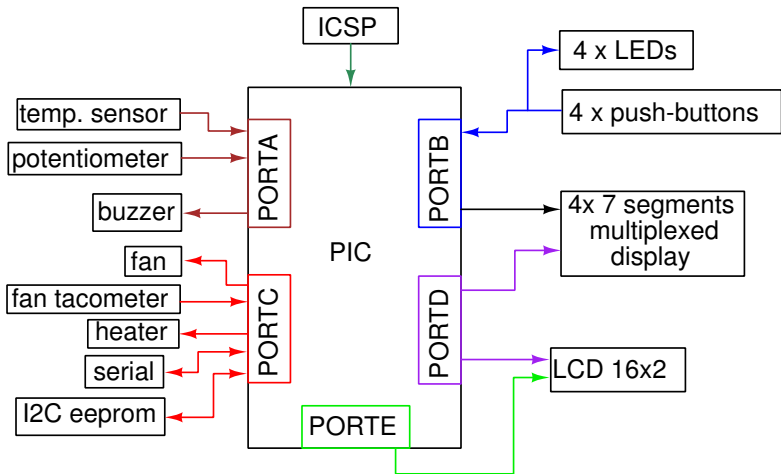 ICSP
4 x LEDs
temp. sensor
4 x push-buttons
potentiometer
PORTA
PORTB
buzzer
4x 7 segments
multiplexed
display
PIC
fan
fan tacometer
PORTC
PORTD
heater
serial
LCD 16x2
I2C eeprom
PORTE